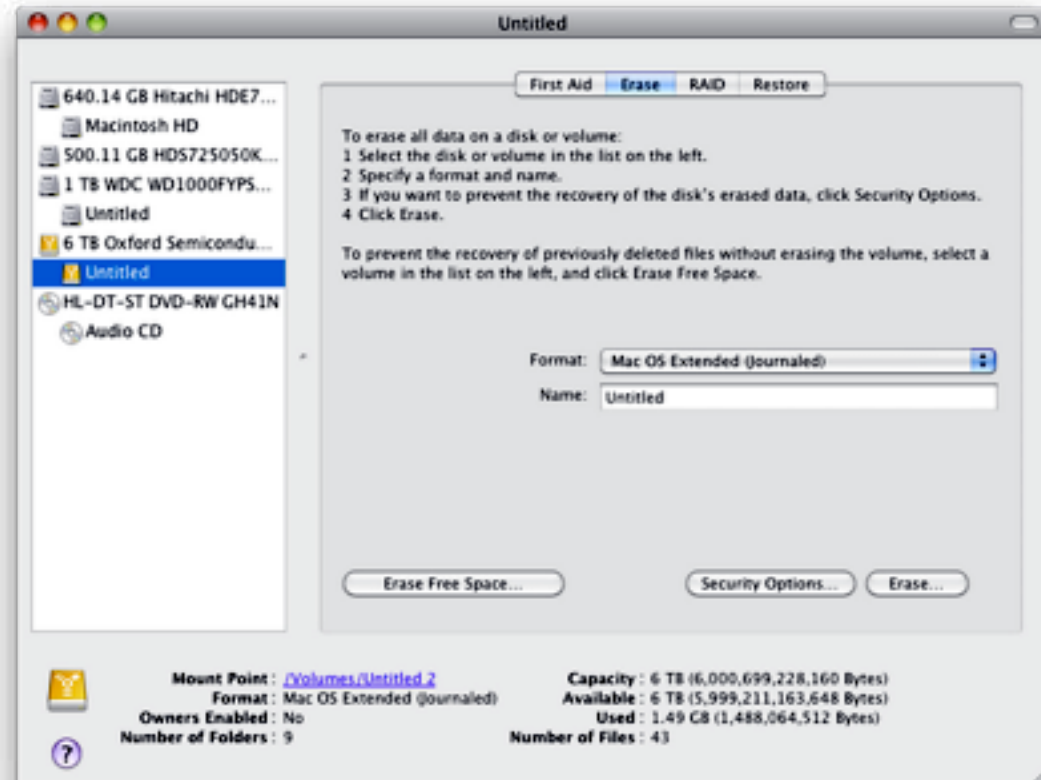 Untitled
640.14 GB Hitachi HDE7...
Macintosh HD
500.11 GB HDS725050K...
1 TB WDC WD1000FYPS...
Untitled
6 TB Oxford Semicondu...
Untitled
HL-DT-ST DVD-RW GH41N
Audio CD
First Aid Erase RAID Restore
To erase all data on a disk or volume:
1 Select the disk or volume in the list on the left.
2 Specify a format and name.
3 If you want to prevent the recovery of the disk's erased data, click Security Options.
4 Click Erase.
To prevent the recovery of previously deleted files without erasing the volume, select a
volume in the list on the left, and click Erase Free Space.
Format: Mac OS Extended (Journaled)
Name: Untitled
Erase Free Space... Security Options... Erase...
Mount Point : /Volumes/Untitled 2 Capacity : 6 TB (6,000,699,228,160 Bytes)
Format : Mac OS Extended (Journaled) Available : 6 TB (5,999,211,163,648 Bytes)
Owners Enabled : No Used : 1.49 GB (1,488,064,512 Bytes)
Number of Folders : 9 Number of Files : 43
?